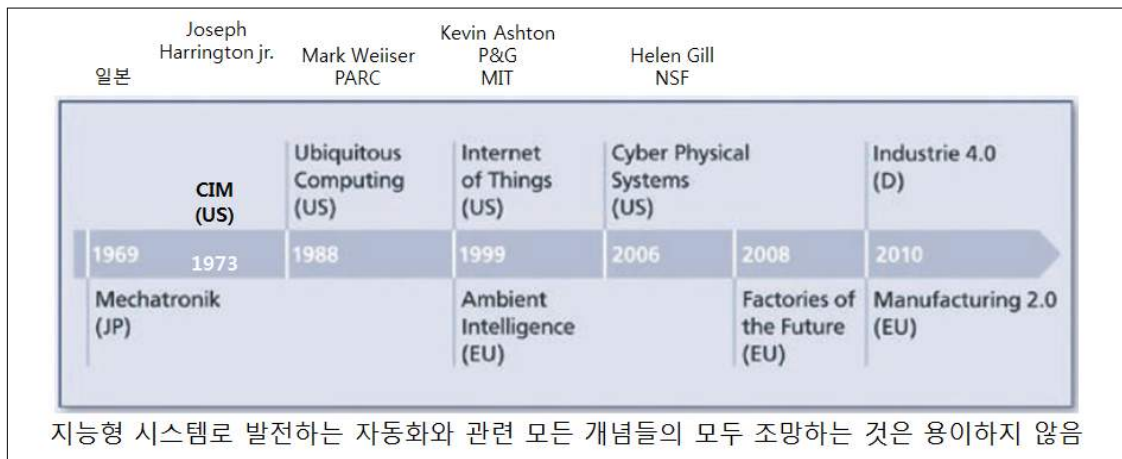 Joseph
Harrington jr.
Kevin Ashton
P&G
MIT
Mark Weiiser
PARC
Helen Gill
NSF
일본
Ubiquitous
Computing
(US)
Internet
of Things
(US)
Cyber Physical
Systems
(US)
Industrie 4.0
(D)
CIM
(US)
1969
1973
1988
1999
2006
2008
2010
Mechatronik
(JP)
Ambient
Intelligence
(EU)
Factories of
the Future
(EU)
Manufacturing 2.0
(EU)
지능형 시스템로 발전하는 자동화와 관련 모든 개념들의 모두 조망하는 것은 용이하지 않음